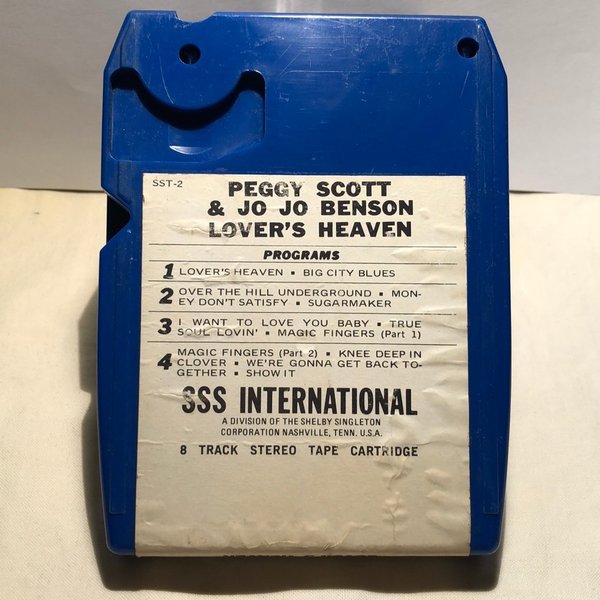 SST-2
PEGGY SCOTT
& JO JO BENSON
LOVER'S HEAVEN
PROGRAMS
1 LOVER'S HEAVEN ▪ BIG CITY BLUES
2 OVER THE HILL UNDERGROUND ▪ MON-
EY DON'T SATISFY ▪ SUGARMAKER
3 I WANT TO LOVE YOU BABY ▪ TRUE
SOUL LOVIN' ▪ MAGIC FINGERS (Part 1)
4 MAGIC FINGERS (Part 2) ▪ KNEE DEEP IN
CLOVER ▪ WE'RE GONNA GET BACK TO-
GETHER ▪ SHOW IT
SSS INTERNATIONAL
A DIVISION OF THE SHELBY SINGLETON
CORPORATION NASHVILLE, TENN. U.S.A.
8 TRACK STEREO TAPE CARTRIDGE